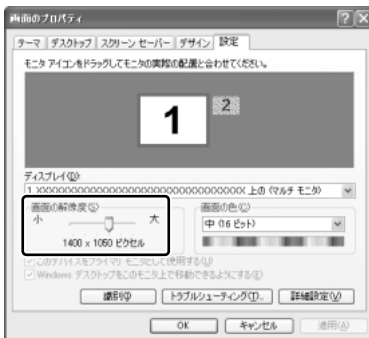 画面のプロパティ
テーマ デスクトップ スクリーン セーバー デザイン 設定
モニタ アイコンをドラッグしてモニタの実際の配置と合わせてください。
1 2
ディスプレイ(D):
1 XXXXXXXXXXXXXXXXXXXXXXXXXXXXXXX 上の (マルチ モニタ)
画面の解像度(S)
小 大
1400 x 1050 ピクセル
画面の色(C)
中 (16 ビット)
このデバイスをプライマリ モニタとして使用する(U)
Windows デスクトップをこのモニタ上で移動できるようにする(E)
識別(I) トラブルシューティング(T)... 詳細設定(V)
OK キャンセル 適用(A)